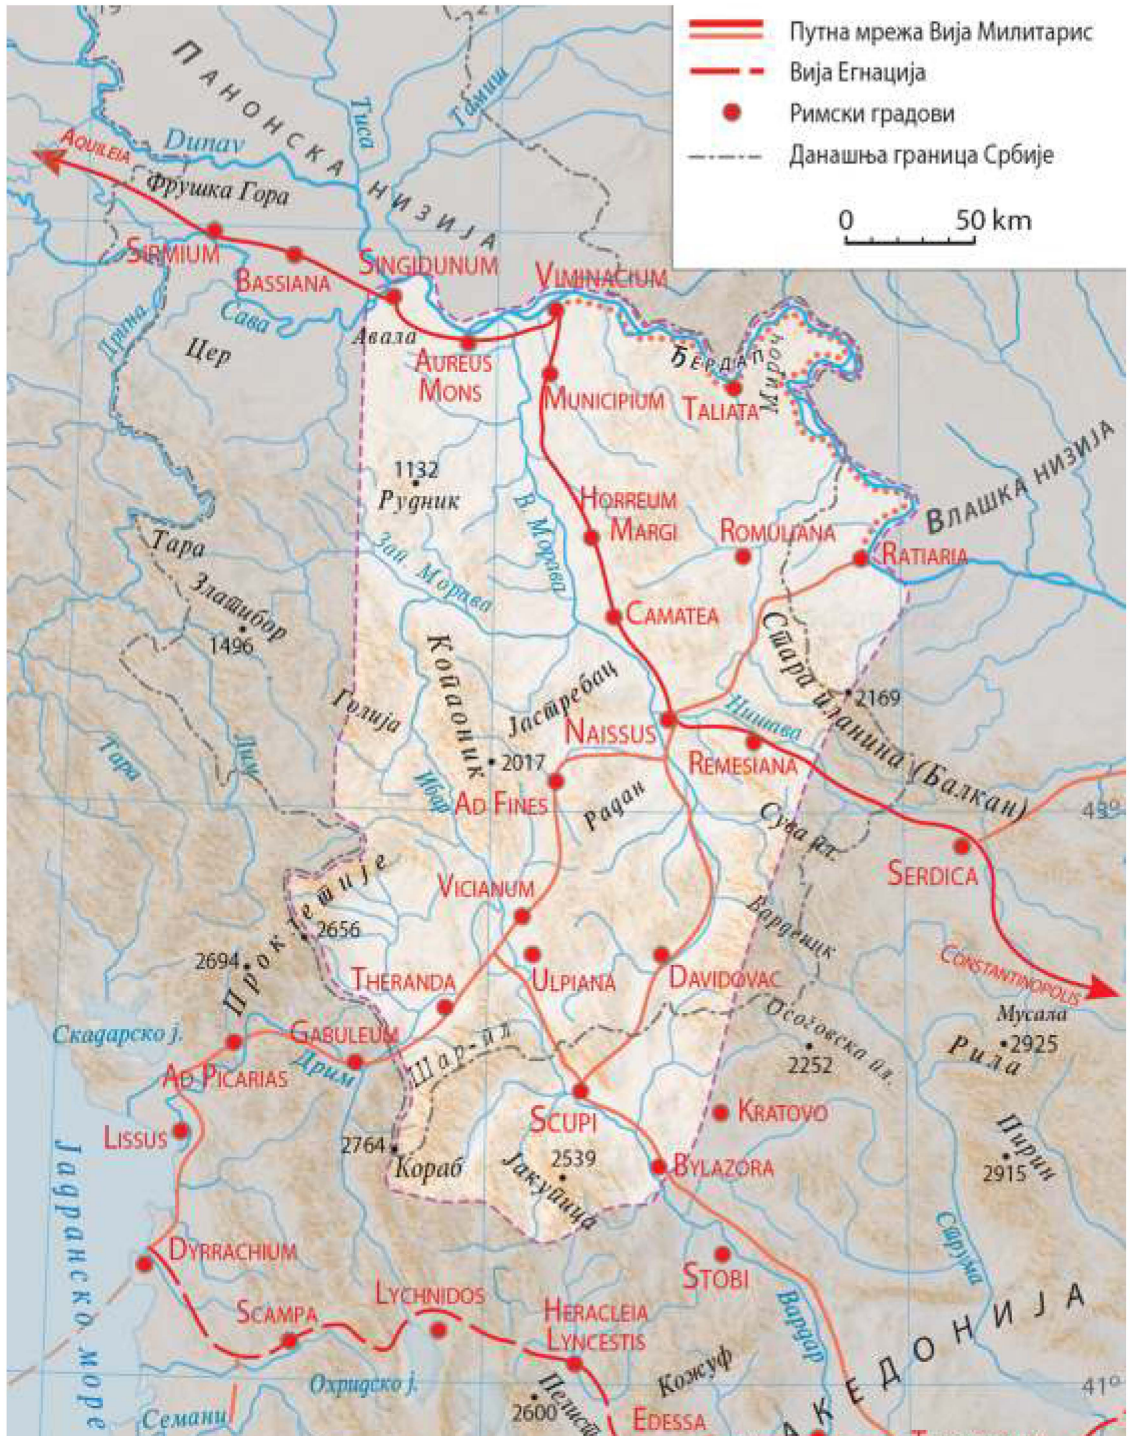 19
21
Путна мрежа Вија Милитарис
Вија Егнација
Римски градови
Данашња граница Србије
0 50 km
ПАНОНСКА НИЗИЈА
Тиса
Тамиш
Dunav
AQUILEIA
Фрушка Гора
SIRMIUM
BASSIANA
SINGIDUNUM
VIMINACIUM
Дрина
Сава
Цер
Авала
AUREUS
MONS
MUNICIPIUM
ЂЕРДАП
Мироч
TALIATA
1132
Рудник
HORREUM
MARGI
ROMULIANA
RATIARIA
ВЛАШКА НИЗИЈА
В. Морава
Зап. Морава
Тара
Златибор
1496
CAMATEA
Копаоник
Јастребац
Стара планина (Балкан)
2169
Голија
NAISSUS
Нишава
REMESIANA
2017
AD FINES
Ибар
Радан
Сува пл.
Тара
Лим
43°
SERDICA
VICIANUM
Проклетије
2656
2694
Варденик
THERANDA
ULPIANA
DAVIDOVAC
CONSTANTINOPOLIS
Скадарско ј.
GABULEUM
Дрим
Шар-пл
Осоговска пл.
2252
Мусала
2925
Рила
AD PICARIAS
SCUPI
KRATOVO
LISSUS
2764
Кораб
2539
Јакупица
BYLAZORA
Пирин
2915
Јадранско море
DYRRACHIUM
STOBI
Струма
SCAMPA
LYCHNIDOS
HERACLEIA
LYNCESTIS
Вардар
АКЕДОНИЈА
Охридско ј.
Кожуф
41°
2600
Пелист
Семани
EDESSA